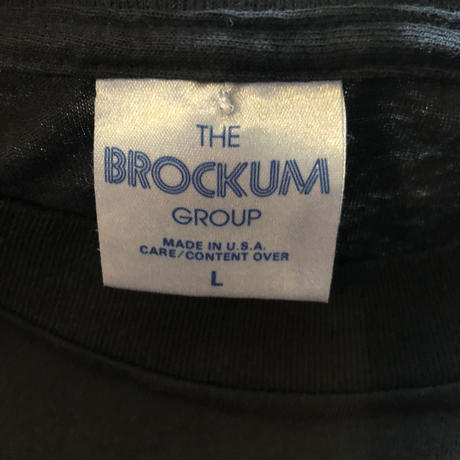 THE
BROCKUM
GROUP
MADE IN U.S.A.
CARE/CONTENT OVER
L